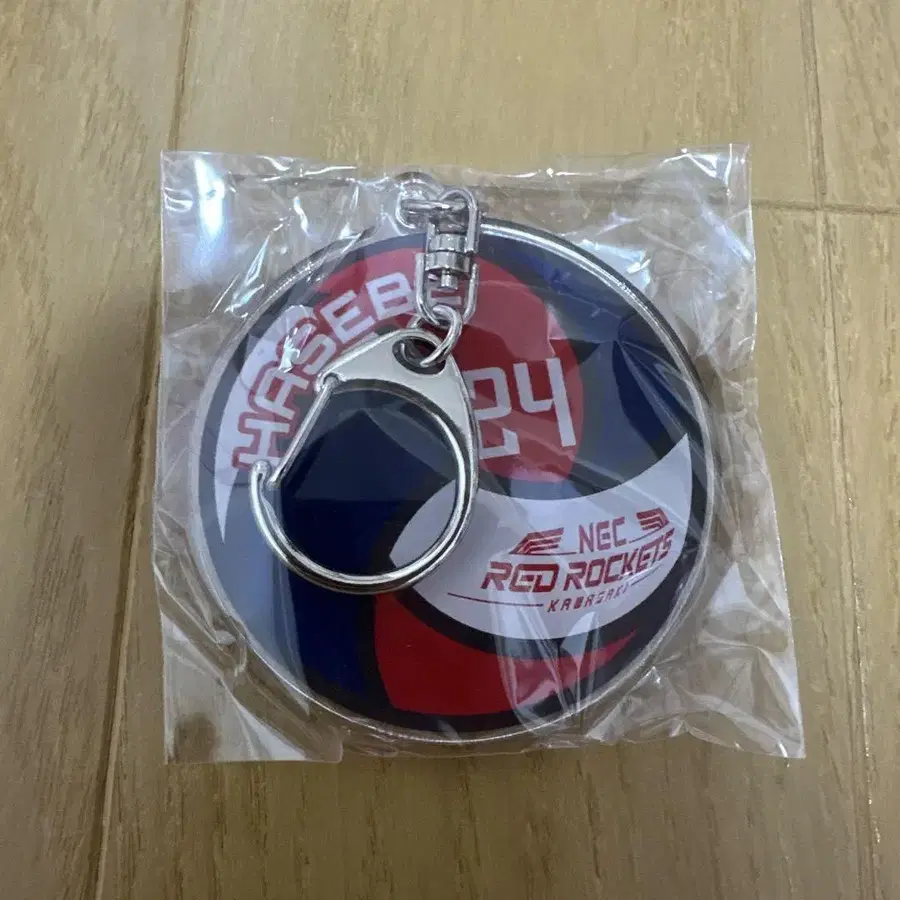 HASEBE
24
NEC
RED ROCKETS
KAWASAKI